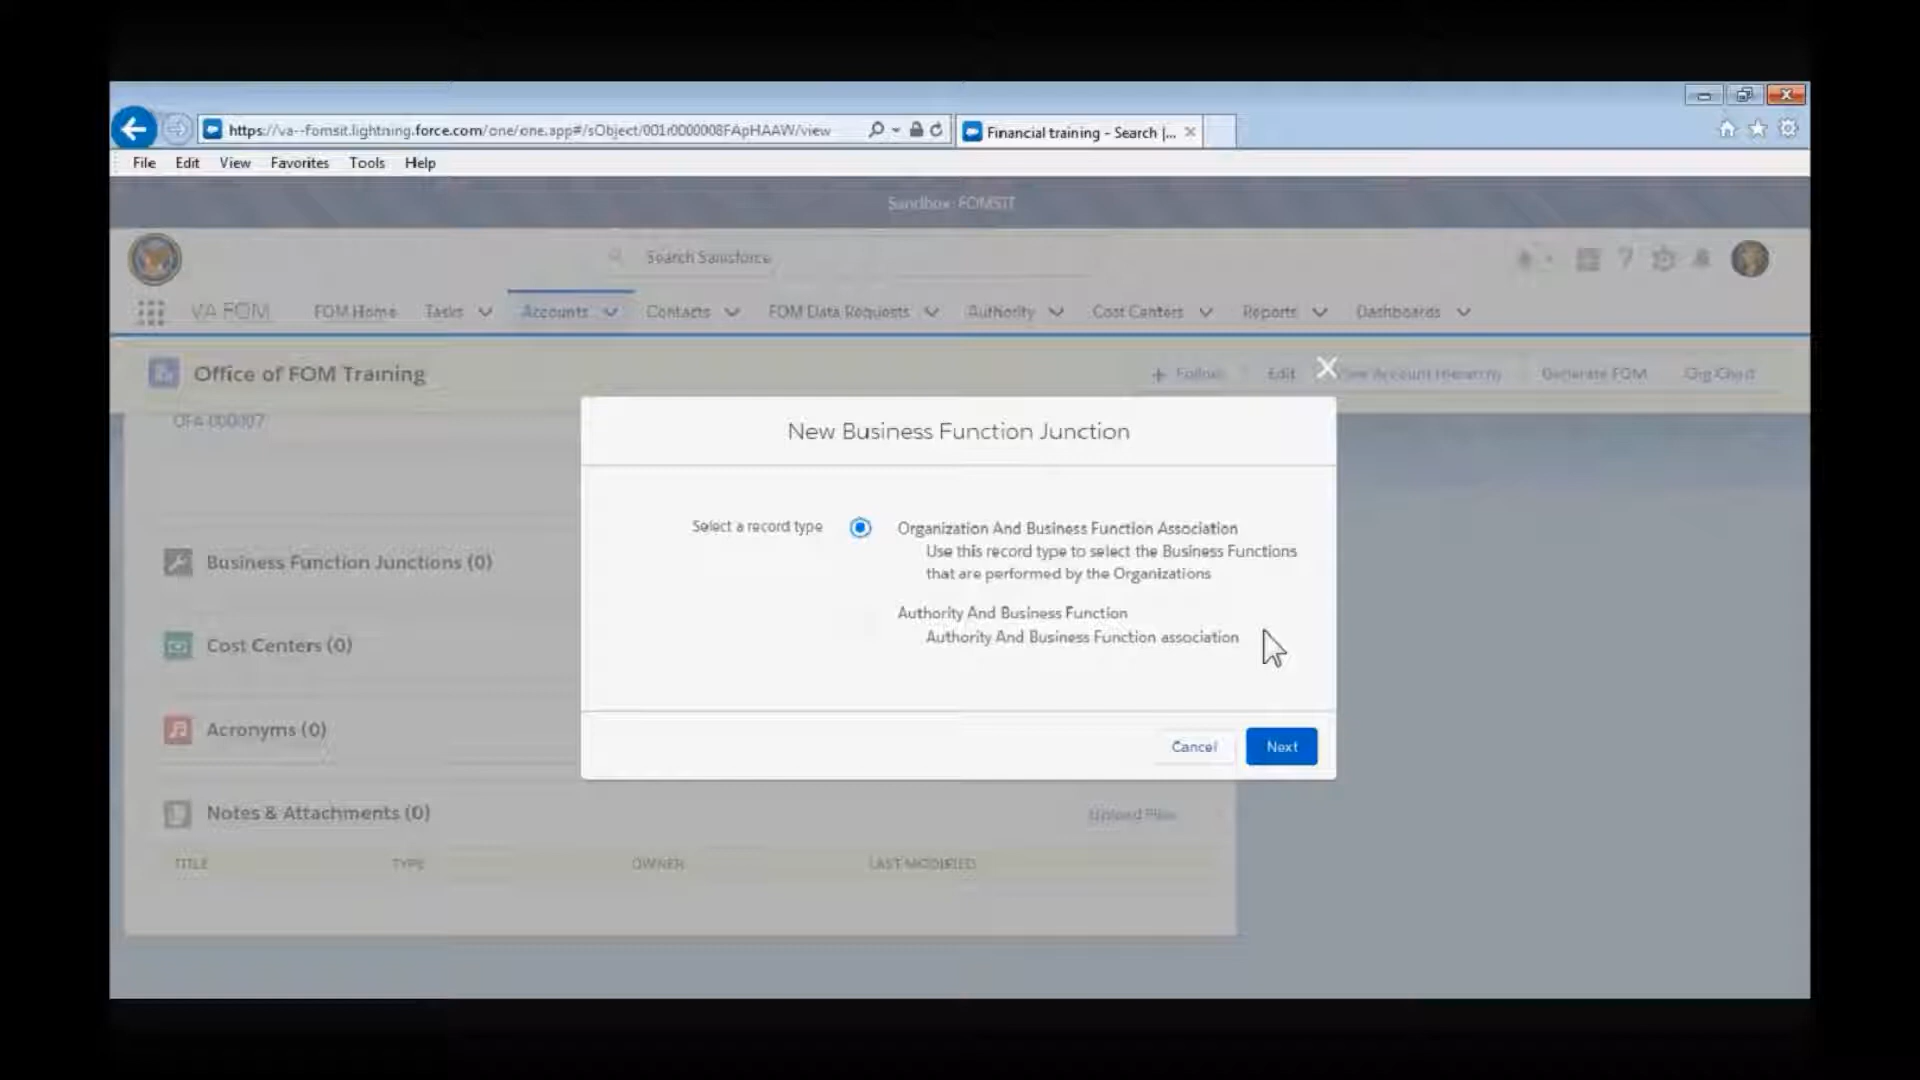 https://va--fomsit.lightning.force.com/one/one.app#/sObject/001r0000008FApHAAW/view
Financial training - Search |...
File Edit View Favorites Tools Help
Sandbox: FOMSIT
Search Salesforce
VA FOM FOM Home Tasks Accounts Contacts FOM Data Requests Authority Cost Centers Reports Dashboards
Office of FOM Training
Follow Edit View Account Hierarchy Generate FOM Org Chart
New Business Function Junction
Select a record type
Organization And Business Function Association
Use this record type to select the Business Functions
that are performed by the Organizations
Authority And Business Function
Authority And Business Function association
Cancel Next
Business Function Junctions (0)
Cost Centers (0)
Acronyms (0)
Notes & Attachments (0)
Upload Files
TITLE TYPE OWNER LAST MODIFIED